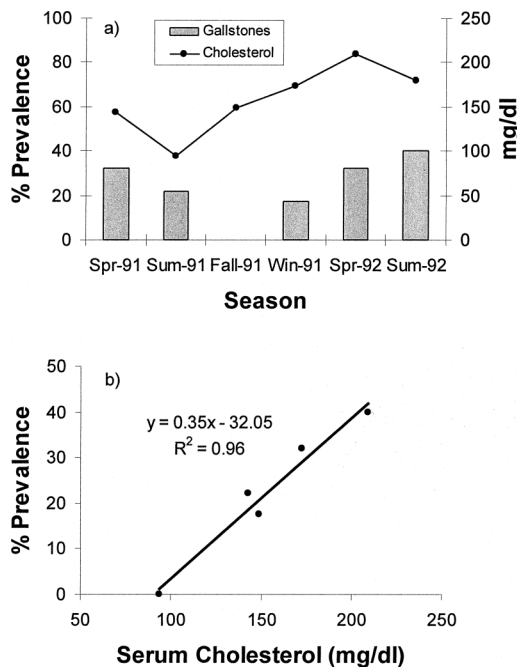 a)
Gallstones
Cholesterol
% Prevalence
100
80
60
40
20
0
250
200
150
100
50
0
mg/dl
Spr-91 Sum-91 Fall-91 Win-91 Spr-92 Sum-92
Season
b)
y = 0.35x - 32.05
R² = 0.96
% Prevalence
50
40
30
20
10
0
50 100 150 200 250
Serum Cholesterol (mg/dl)